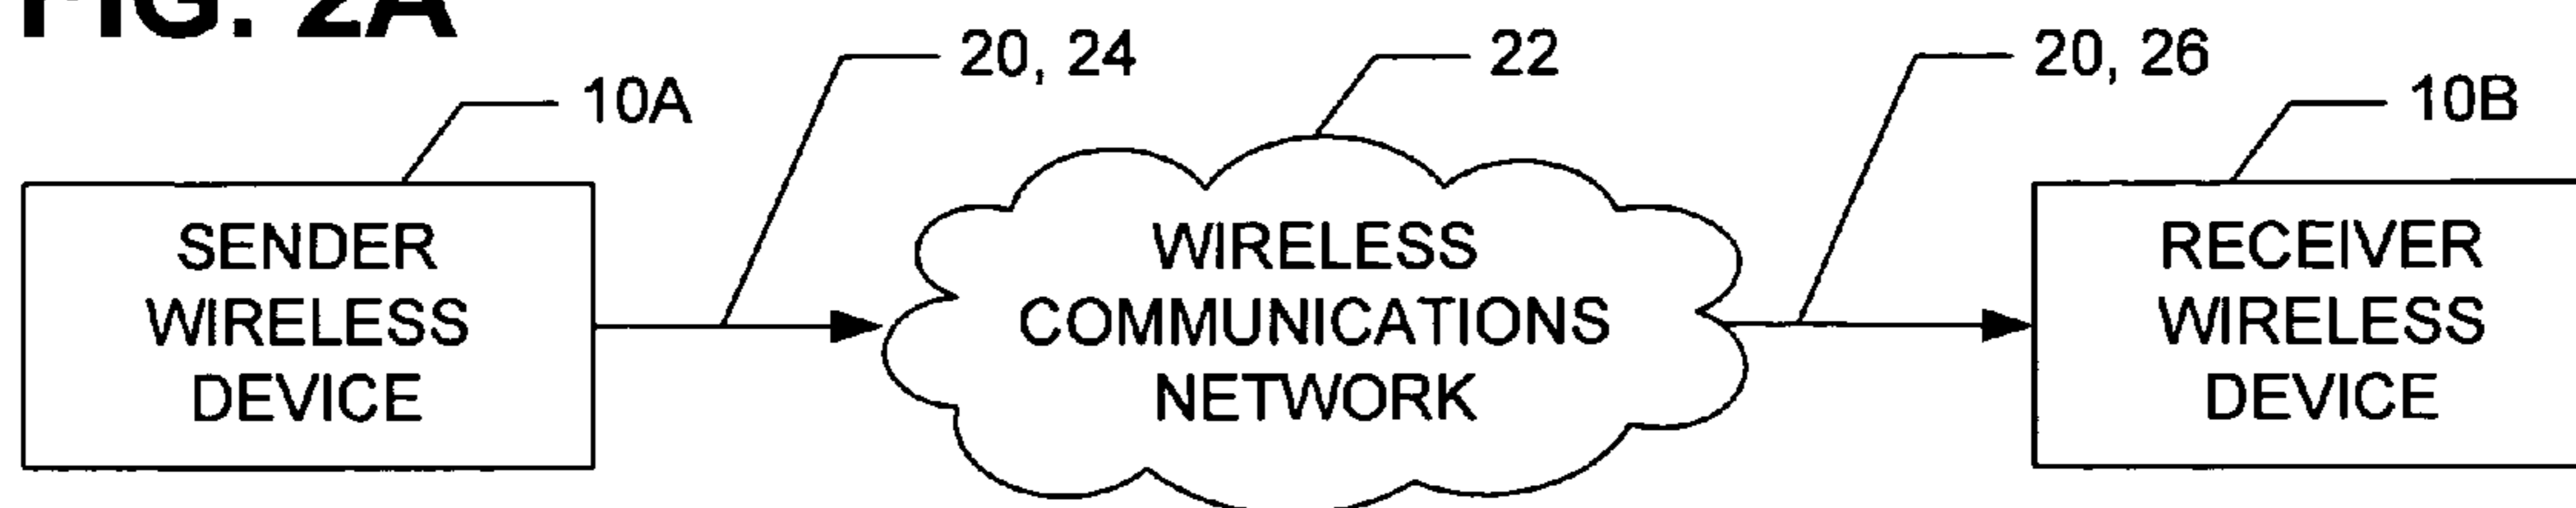 FIG. 2A
20, 24
22
20, 26
10A
10B
SENDER
WIRELESS
DEVICE
WIRELESS
COMMUNICATIONS
NETWORK
RECEIVER
WIRELESS
DEVICE